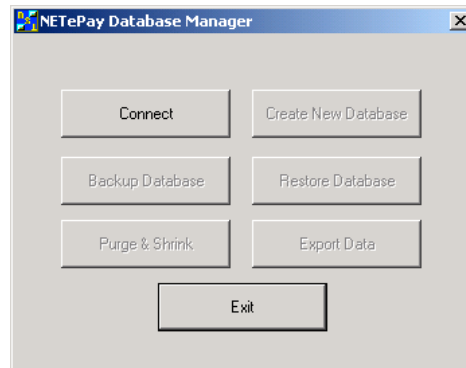 NETePay Database Manager
Connect
Create New Database
Backup Database
Restore Database
Purge & Shrink
Export Data
Exit